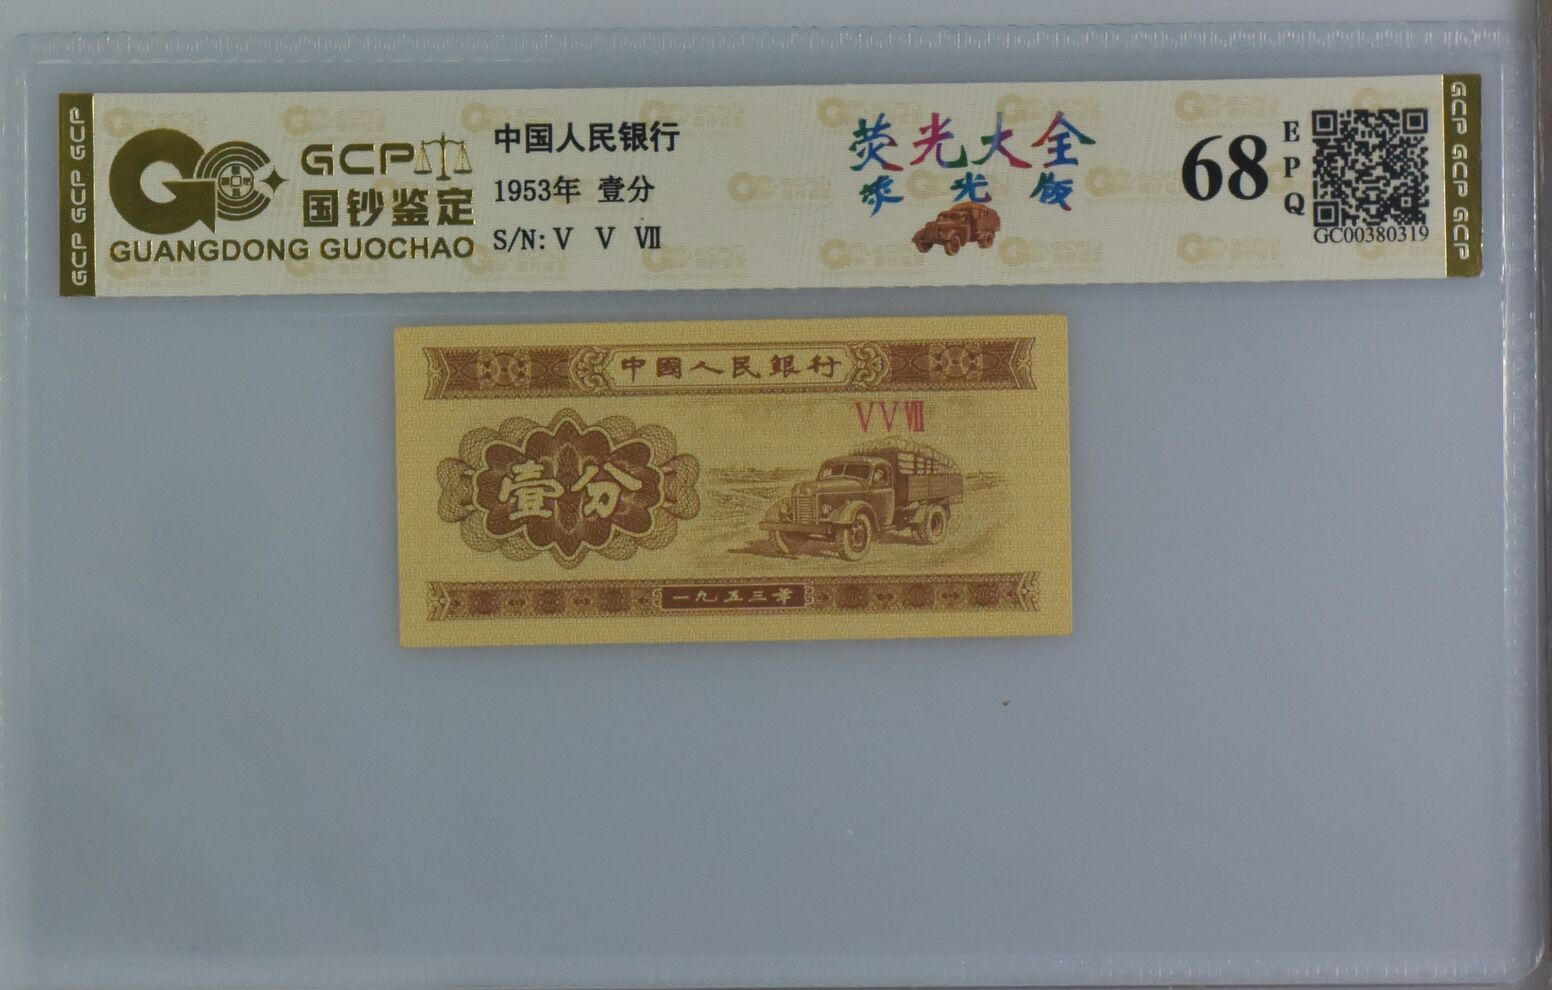 GCP GCP GCP
GCP
国钞鉴定
GUANGDONG GUOCHAO
中国人民银行
1953年 壹分
S/N: V V Ⅶ
荧光大全
荧光版
68
EPQ
GC00380319
GCP GCP GCP
中國人民銀行
VVⅦ
壹分
一九五三年